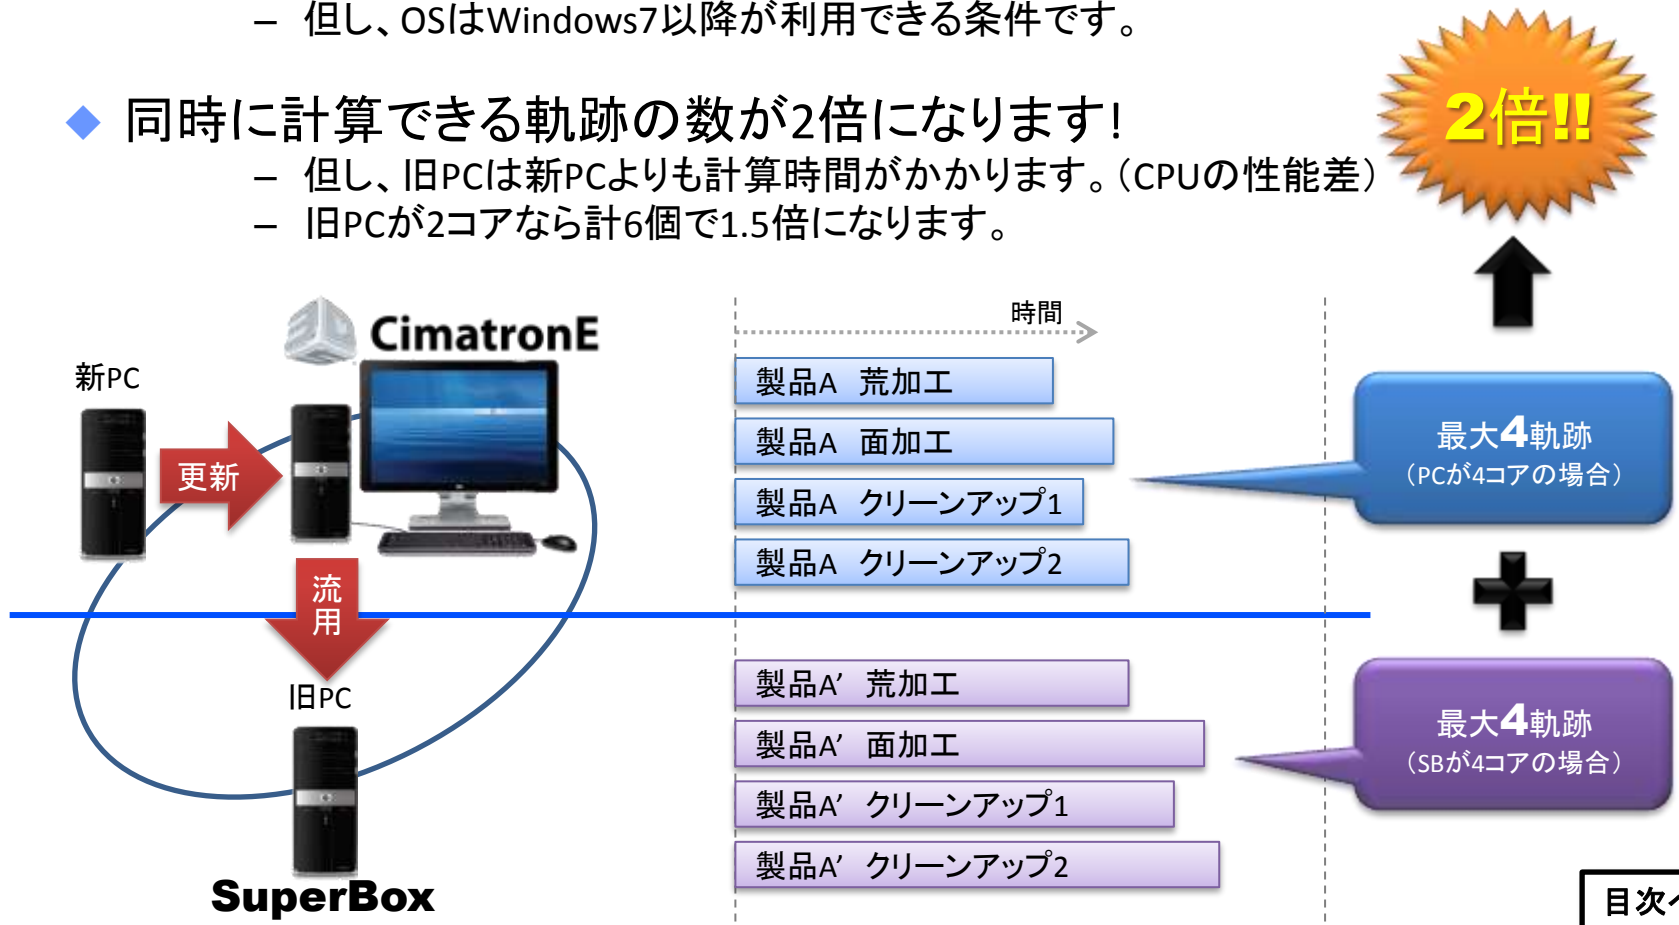 – 但し、OSはWindows7以降が利用できる条件です。
◆ 同時に計算できる軌跡の数が2倍になります！
– 但し、旧PCは新PCよりも計算時間がかかります。（CPUの性能差）
– 旧PCが2コアなら計6個で1.5倍になります。
2倍!!
CimatronE
新PC
更新
流用
旧PC
SuperBox
時間
製品A　荒加工
製品A　面加工
製品A　クリーンアップ1
製品A　クリーンアップ2
最大4軌跡
（PCが4コアの場合）
製品A’　荒加工
製品A’　面加工
製品A’　クリーンアップ1
製品A’　クリーンアップ2
最大4軌跡
（SBが4コアの場合）
目次へ